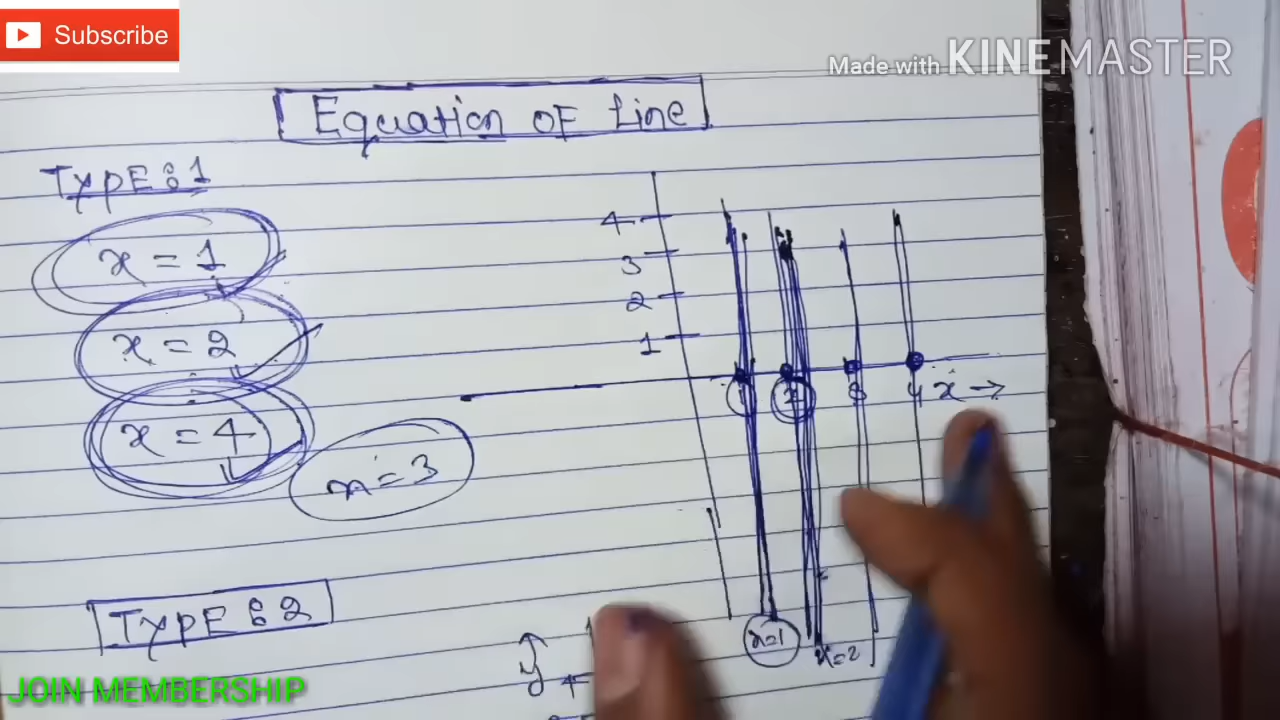 Subscribe
Made with KINEMASTER
Equation OF Line
TypE: 1
x = 1
x = 2
x = 4
x = 3
4
3
2
1
1 2 3 4 x →
x=1
x=2
TypE: 2
y
4
JOIN MEMBERSHIP